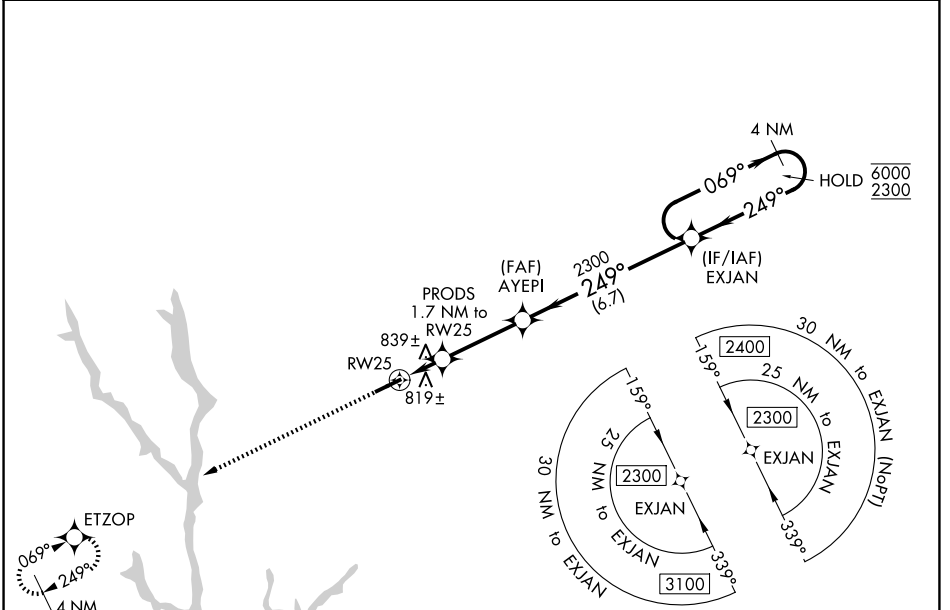 4 NM
069°
HOLD 6000
2300
249°
(IF/IAF)
EXJAN
(FAF)
AYEPI
2300
249°
(6.7)
PRODS
1.7 NM to
RW25
839±
RW25
819±
30 NM to EXJAN (NoPT)
159°
2400
25 NM to EXJAN
2300
EXJAN
339°
159°
25 NM to EXJAN
2300
EXJAN
30 NM to EXJAN
339°
3100
ETZOP
069°
249°
4 NM